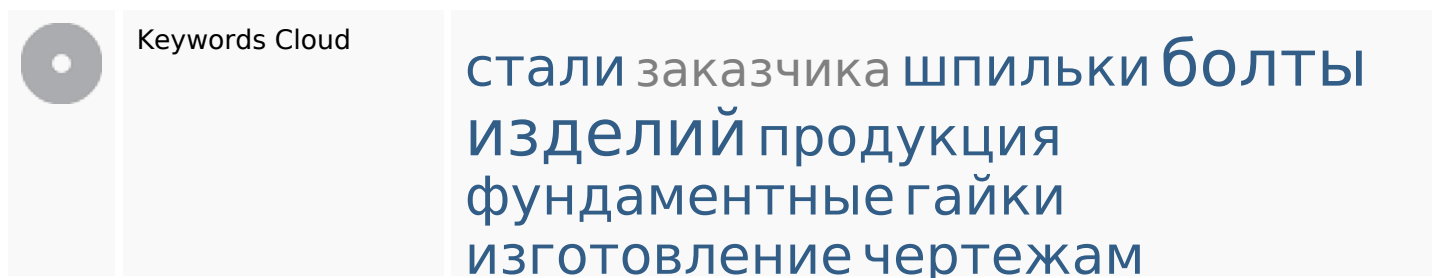 Keywords Cloud
стали заказчика шпильки болты
изделий продукция
фундаментные гайки
изготовление чертежам